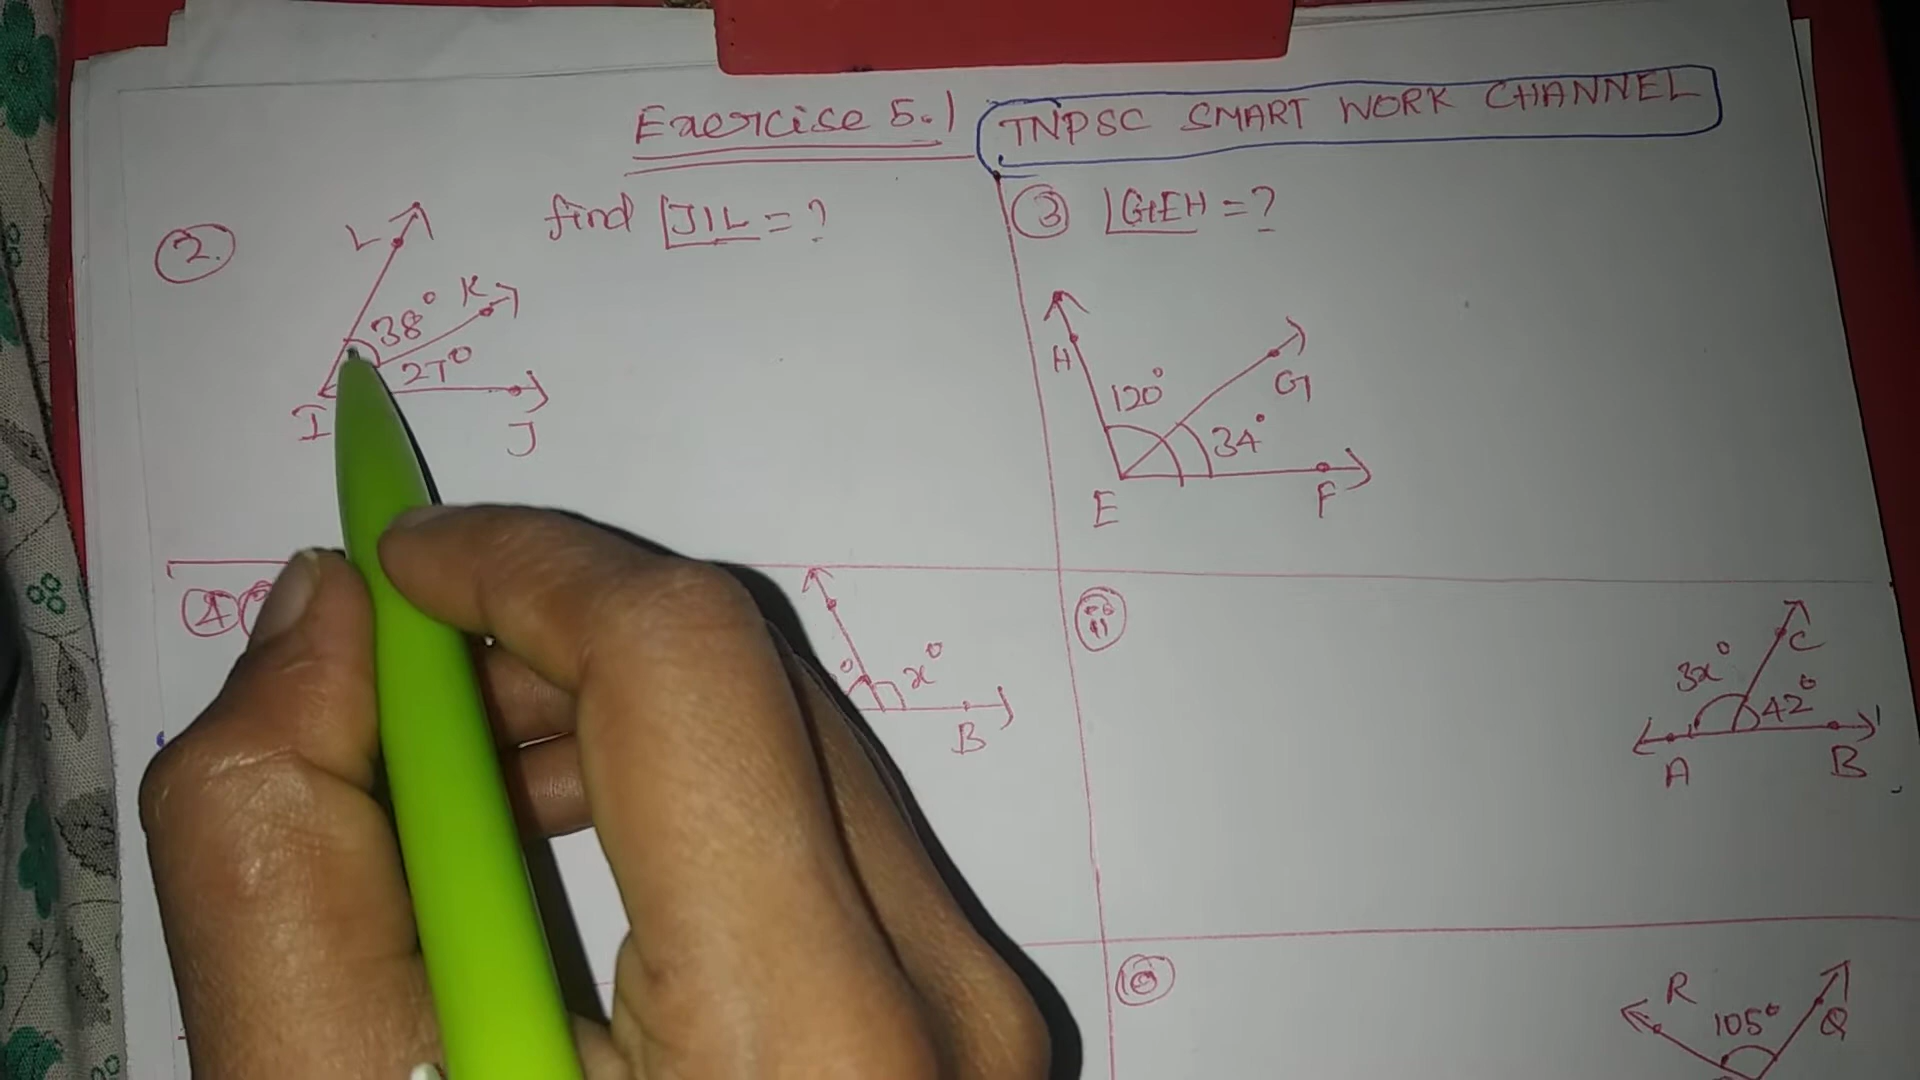 Exercise 5.1
TNPSC SMART WORK CHANNEL
2. find ∠JIL = ?
L
38° K
27°
I
J
3 ∠GEH = ?
H
G
120°
34°
E
F
4
x°
B
3x°
C
42°
A
B
R
105°
Q